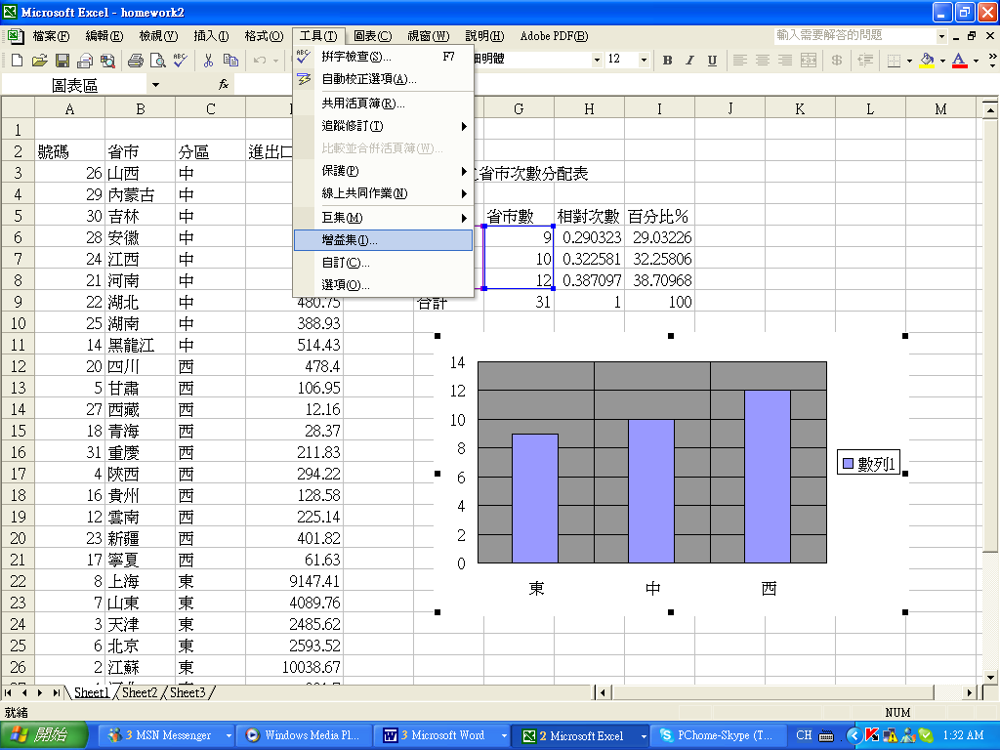 Microsoft Excel - homework2
檔案(F) 編輯(E) 檢視(V) 插入(I) 格式(O) 工具(T) 圖表(C) 視窗(W) 說明(H) Adobe PDF(B) 輸入需要解答的問題
細明體 12 B I U $
圖表區 fx
拼字檢查(S)... F7
自動校正選項(A)...
共用活頁簿(R)...
追蹤修訂(T)
比較並合併活頁簿(W)...
保護(P)
線上共同作業(N)
巨集(M)
增益集(I)...
自訂(C)...
選項(O)...
A B C G H I J K L M
1
2 號碼 省市 分區 進出口
3 26 山西 中 省市次數分配表
4 29 內蒙古 中
5 30 吉林 中 省市數 相對次數 百分比%
6 28 安徽 中 9 0.290323 29.03226
7 24 江西 中 10 0.322581 32.25806
8 21 河南 中 12 0.387097 38.70968
9 22 湖北 中 480.75 合計 31 1 100
10 25 湖南 中 388.93
11 14 黑龍江 中 514.43
12 20 四川 西 478.4
13 5 甘肅 西 106.95
14 27 西藏 西 12.16
15 18 青海 西 28.37
16 31 重慶 西 211.83
17 4 陝西 西 294.22
18 16 貴州 西 128.58
19 12 雲南 西 225.14
20 23 新疆 西 401.82
21 17 寧夏 西 61.63
22 8 上海 東 9147.41
23 7 山東 東 4089.76
24 3 天津 東 2485.62
25 6 北京 東 2593.52
26 2 江蘇 東 10038.67
14
12
10
8
6
4
2
0
東 中 西
數列1
Sheet1 Sheet2 Sheet3
就緒 NUM
開始 3 MSN Messenger Windows Media Pl... 3 Microsoft Word 2 Microsoft Excel PChome-Skype (T... CH 1:32 AM